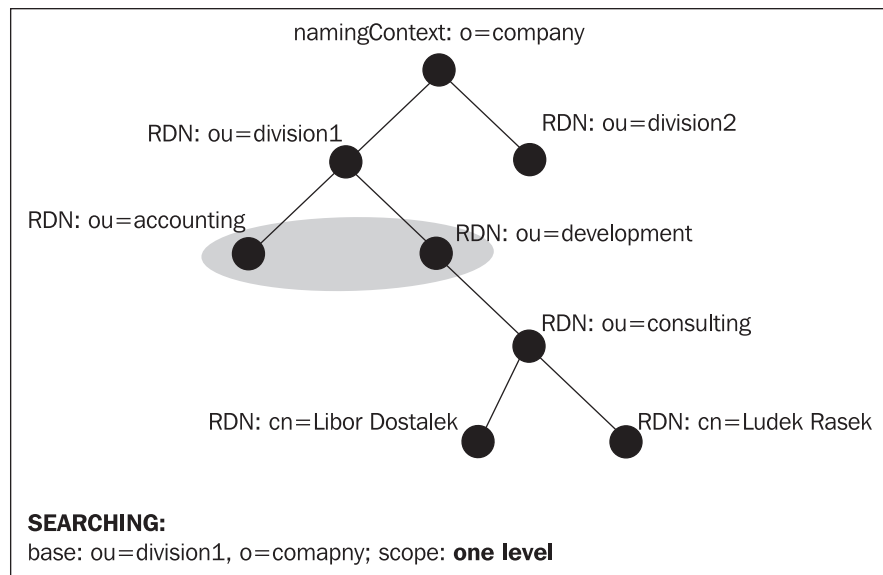 namingContext: o=company
RDN: ou=division1
RDN: ou=division2
RDN: ou=accounting
RDN: ou=development
RDN: ou=consulting
RDN: cn=Libor Dostalek
RDN: cn=Ludek Rasek
SEARCHING:
base: ou=division1, o=comapny; scope: one level